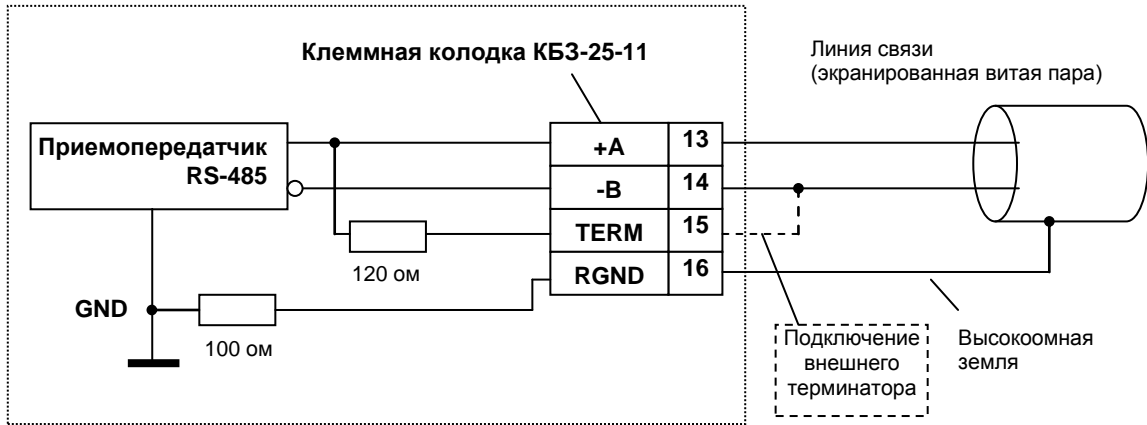 Клеммная колодка КБЗ-25-11
Линия связи
(экранированная витая пара)
Приемопередатчик
RS-485
+A 13
-B 14
TERM 15
RGND 16
120 ом
GND
100 ом
Подключение
внешнего
терминатора
Высокоомная
земля